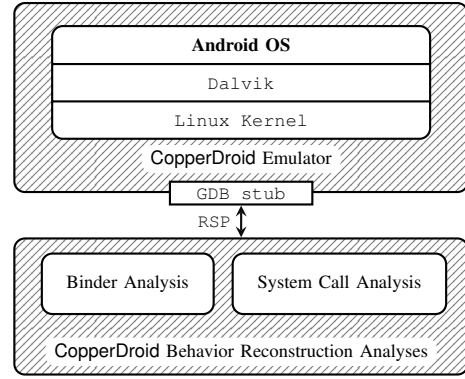 Android OS
Dalvik
Linux Kernel
CopperDroid Emulator
GDB stub
RSP
Binder Analysis
System Call Analysis
CopperDroid Behavior Reconstruction Analyses